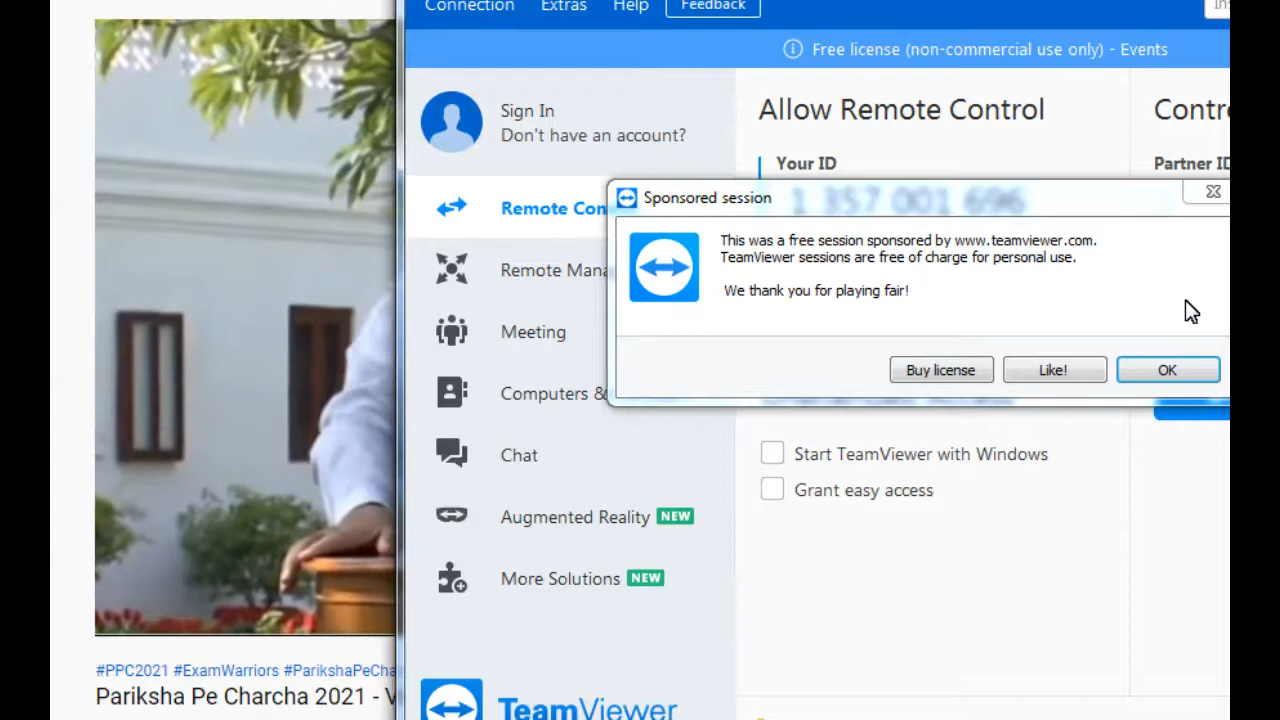 Connection Extras Help Feedback
Free license (non-commercial use only) - Events
Sign In
Don't have an account?
Allow Remote Control
Your ID
Partner ID
1 357 001 696
Remote Con
Sponsored session
This was a free session sponsored by www.teamviewer.com.
TeamViewer sessions are free of charge for personal use.
We thank you for playing fair!
Buy license Like! OK
Remote Mana
Meeting
Computers &
Chat
Augmented Reality NEW
More Solutions NEW
Start TeamViewer with Windows
Grant easy access
TeamViewer
#PPC2021 #ExamWarriors #ParikshaPeCha
Pariksha Pe Charcha 2021 - V